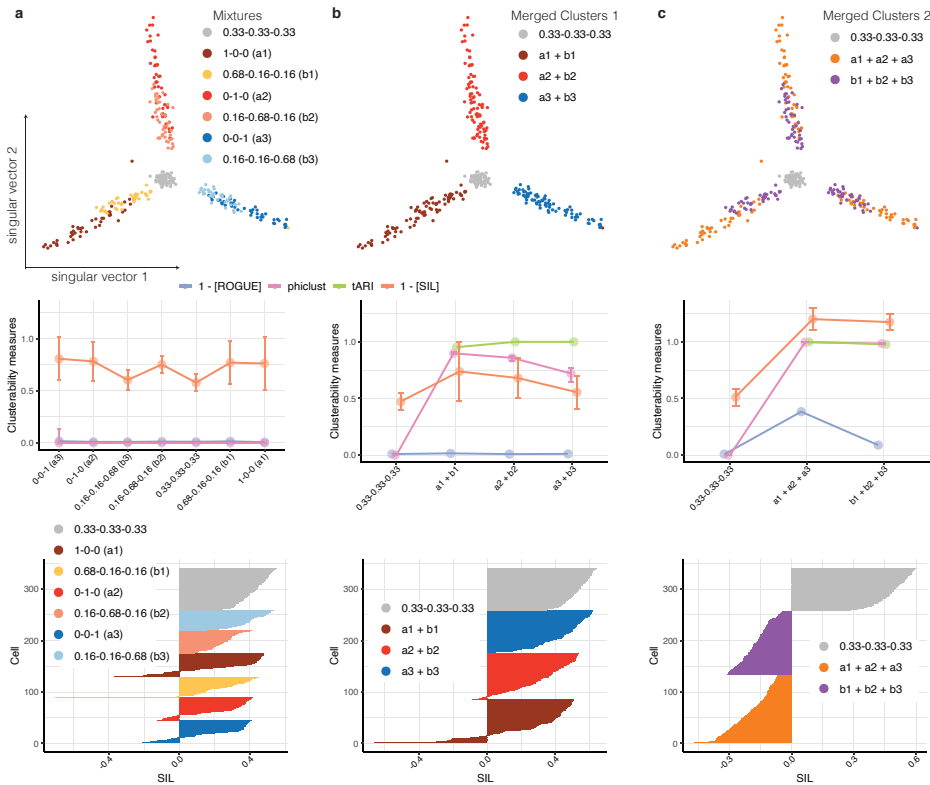 a
Mixtures
0.33-0.33-0.33
1-0-0 (a1)
0.68-0.16-0.16 (b1)
0-1-0 (a2)
0.16-0.68-0.16 (b2)
0-0-1 (a3)
0.16-0.16-0.68 (b3)
singular vector 2
singular vector 1
b
Merged Clusters 1
0.33-0.33-0.33
a1 + b1
a2 + b2
a3 + b3
c
Merged Clusters 2
0.33-0.33-0.33
a1 + a2 + a3
b1 + b2 + b3
1 - [ROGUE] phiclust tARI 1 - [SIL]
Clusterability measures
1.0
0.5
0.0
0-0-1 (a3)
0-1-0 (a2)
0.16-0.16-0.68 (b3)
0.16-0.68-0.16 (b2)
0.33-0.33-0.33
0.68-0.16-0.16 (b1)
1-0-0 (a1)
Clusterability measures
1.0
0.5
0.0
0.33-0.33-0.33
a1 + b1
a2 + b2
a3 + b3
Clusterability measures
1.0
0.5
0.0
0.33-0.33-0.33
a1 + a2 + a3
b1 + b2 + b3
0.33-0.33-0.33
1-0-0 (a1)
0.68-0.16-0.16 (b1)
0-1-0 (a2)
0.16-0.68-0.16 (b2)
0-0-1 (a3)
0.16-0.16-0.68 (b3)
Cell
300
200
100
0
-0.4
0.0
0.4
SIL
0.33-0.33-0.33
a1 + b1
a2 + b2
a3 + b3
Cell
300
200
100
0
-0.4
0.0
0.4
SIL
0.33-0.33-0.33
a1 + a2 + a3
b1 + b2 + b3
Cell
300
200
100
0
-0.3
0.0
0.3
0.6
SIL